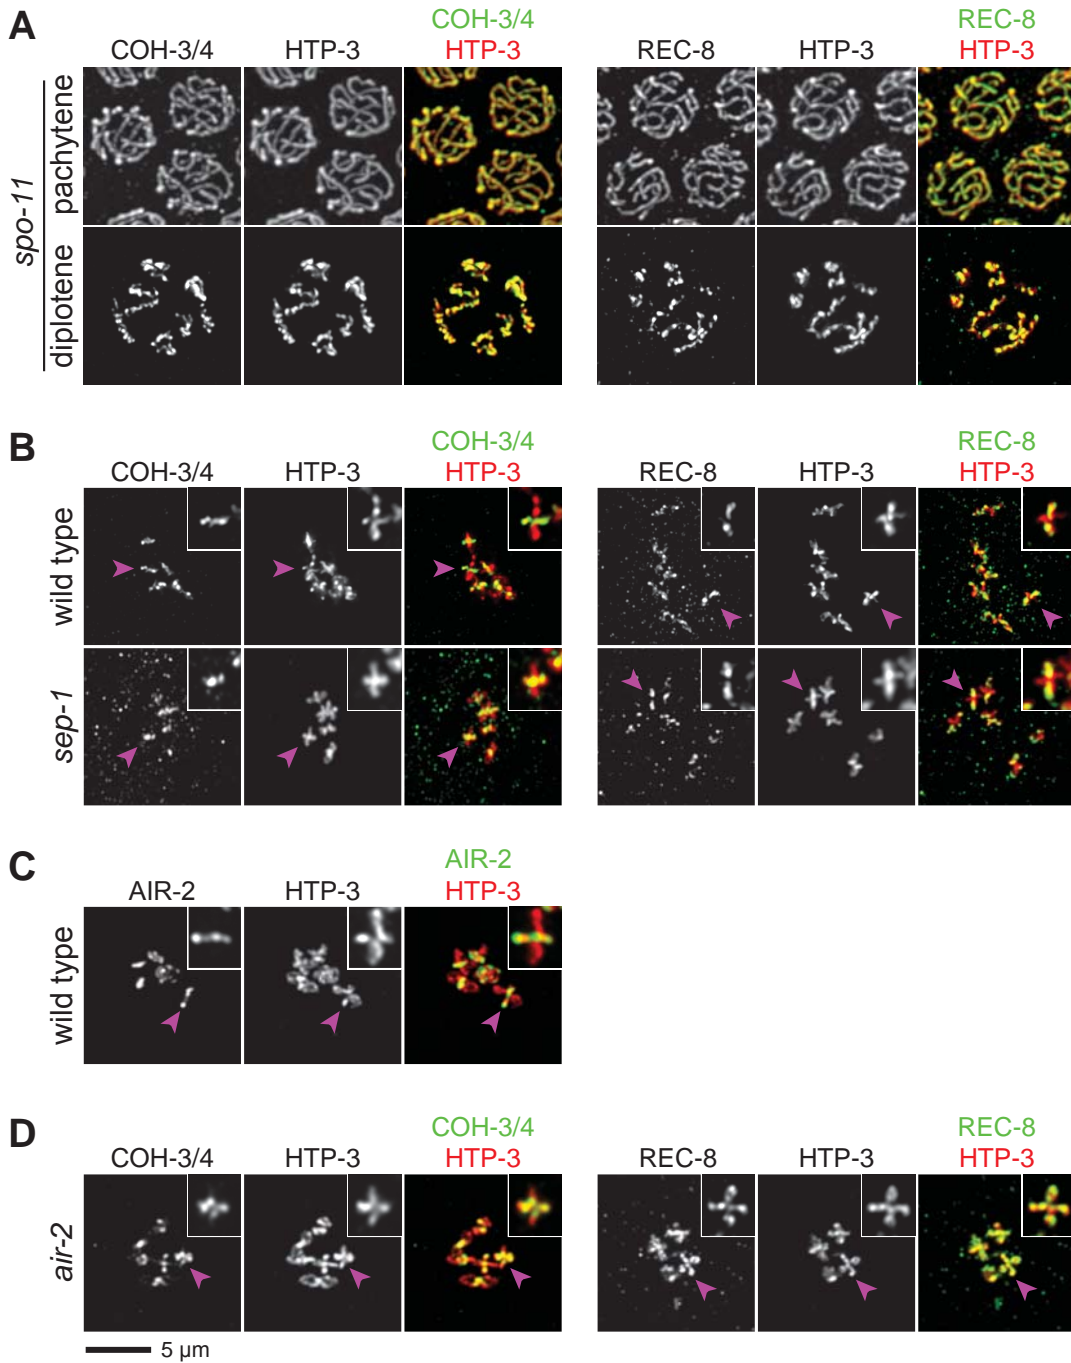 A
COH-3/4
REC-8
COH-3/4 HTP-3 HTP-3
REC-8 HTP-3 HTP-3
spo-11
pachytene
diplotene
B
COH-3/4
REC-8
COH-3/4 HTP-3 HTP-3
REC-8 HTP-3 HTP-3
wild type
sep-1
C
AIR-2
AIR-2 HTP-3 HTP-3
wild type
D
COH-3/4
REC-8
COH-3/4 HTP-3 HTP-3
REC-8 HTP-3 HTP-3
air-2
5 µm